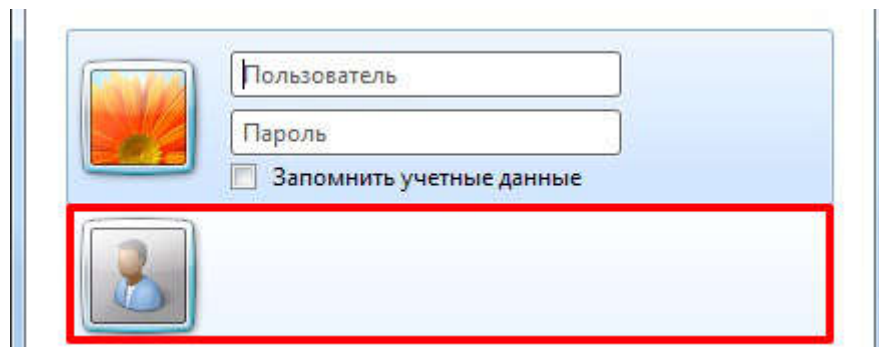 Пользователь
Пароль
Запомнить учетные данные